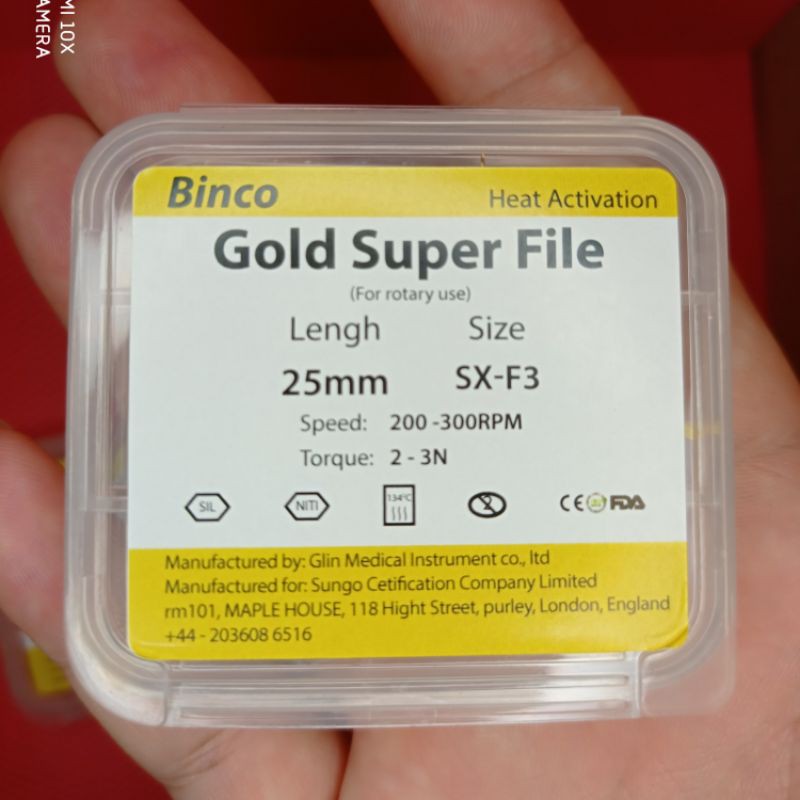 MI 10X
CAMERA
Binco
Heat Activation
Gold Super File
(For rotary use)
Lengh Size
25mm SX-F3
Speed: 200 -300RPM
Torque: 2 - 3N
SIL NITI 134°C 2 CE FDA
Manufactured by: Glin Medical Instrument co., ltd
Manufactured for: Sungo Cetification Company Limited
rm101, MAPLE HOUSE, 118 Hight Street, purley, London, England
+44 - 203608 6516